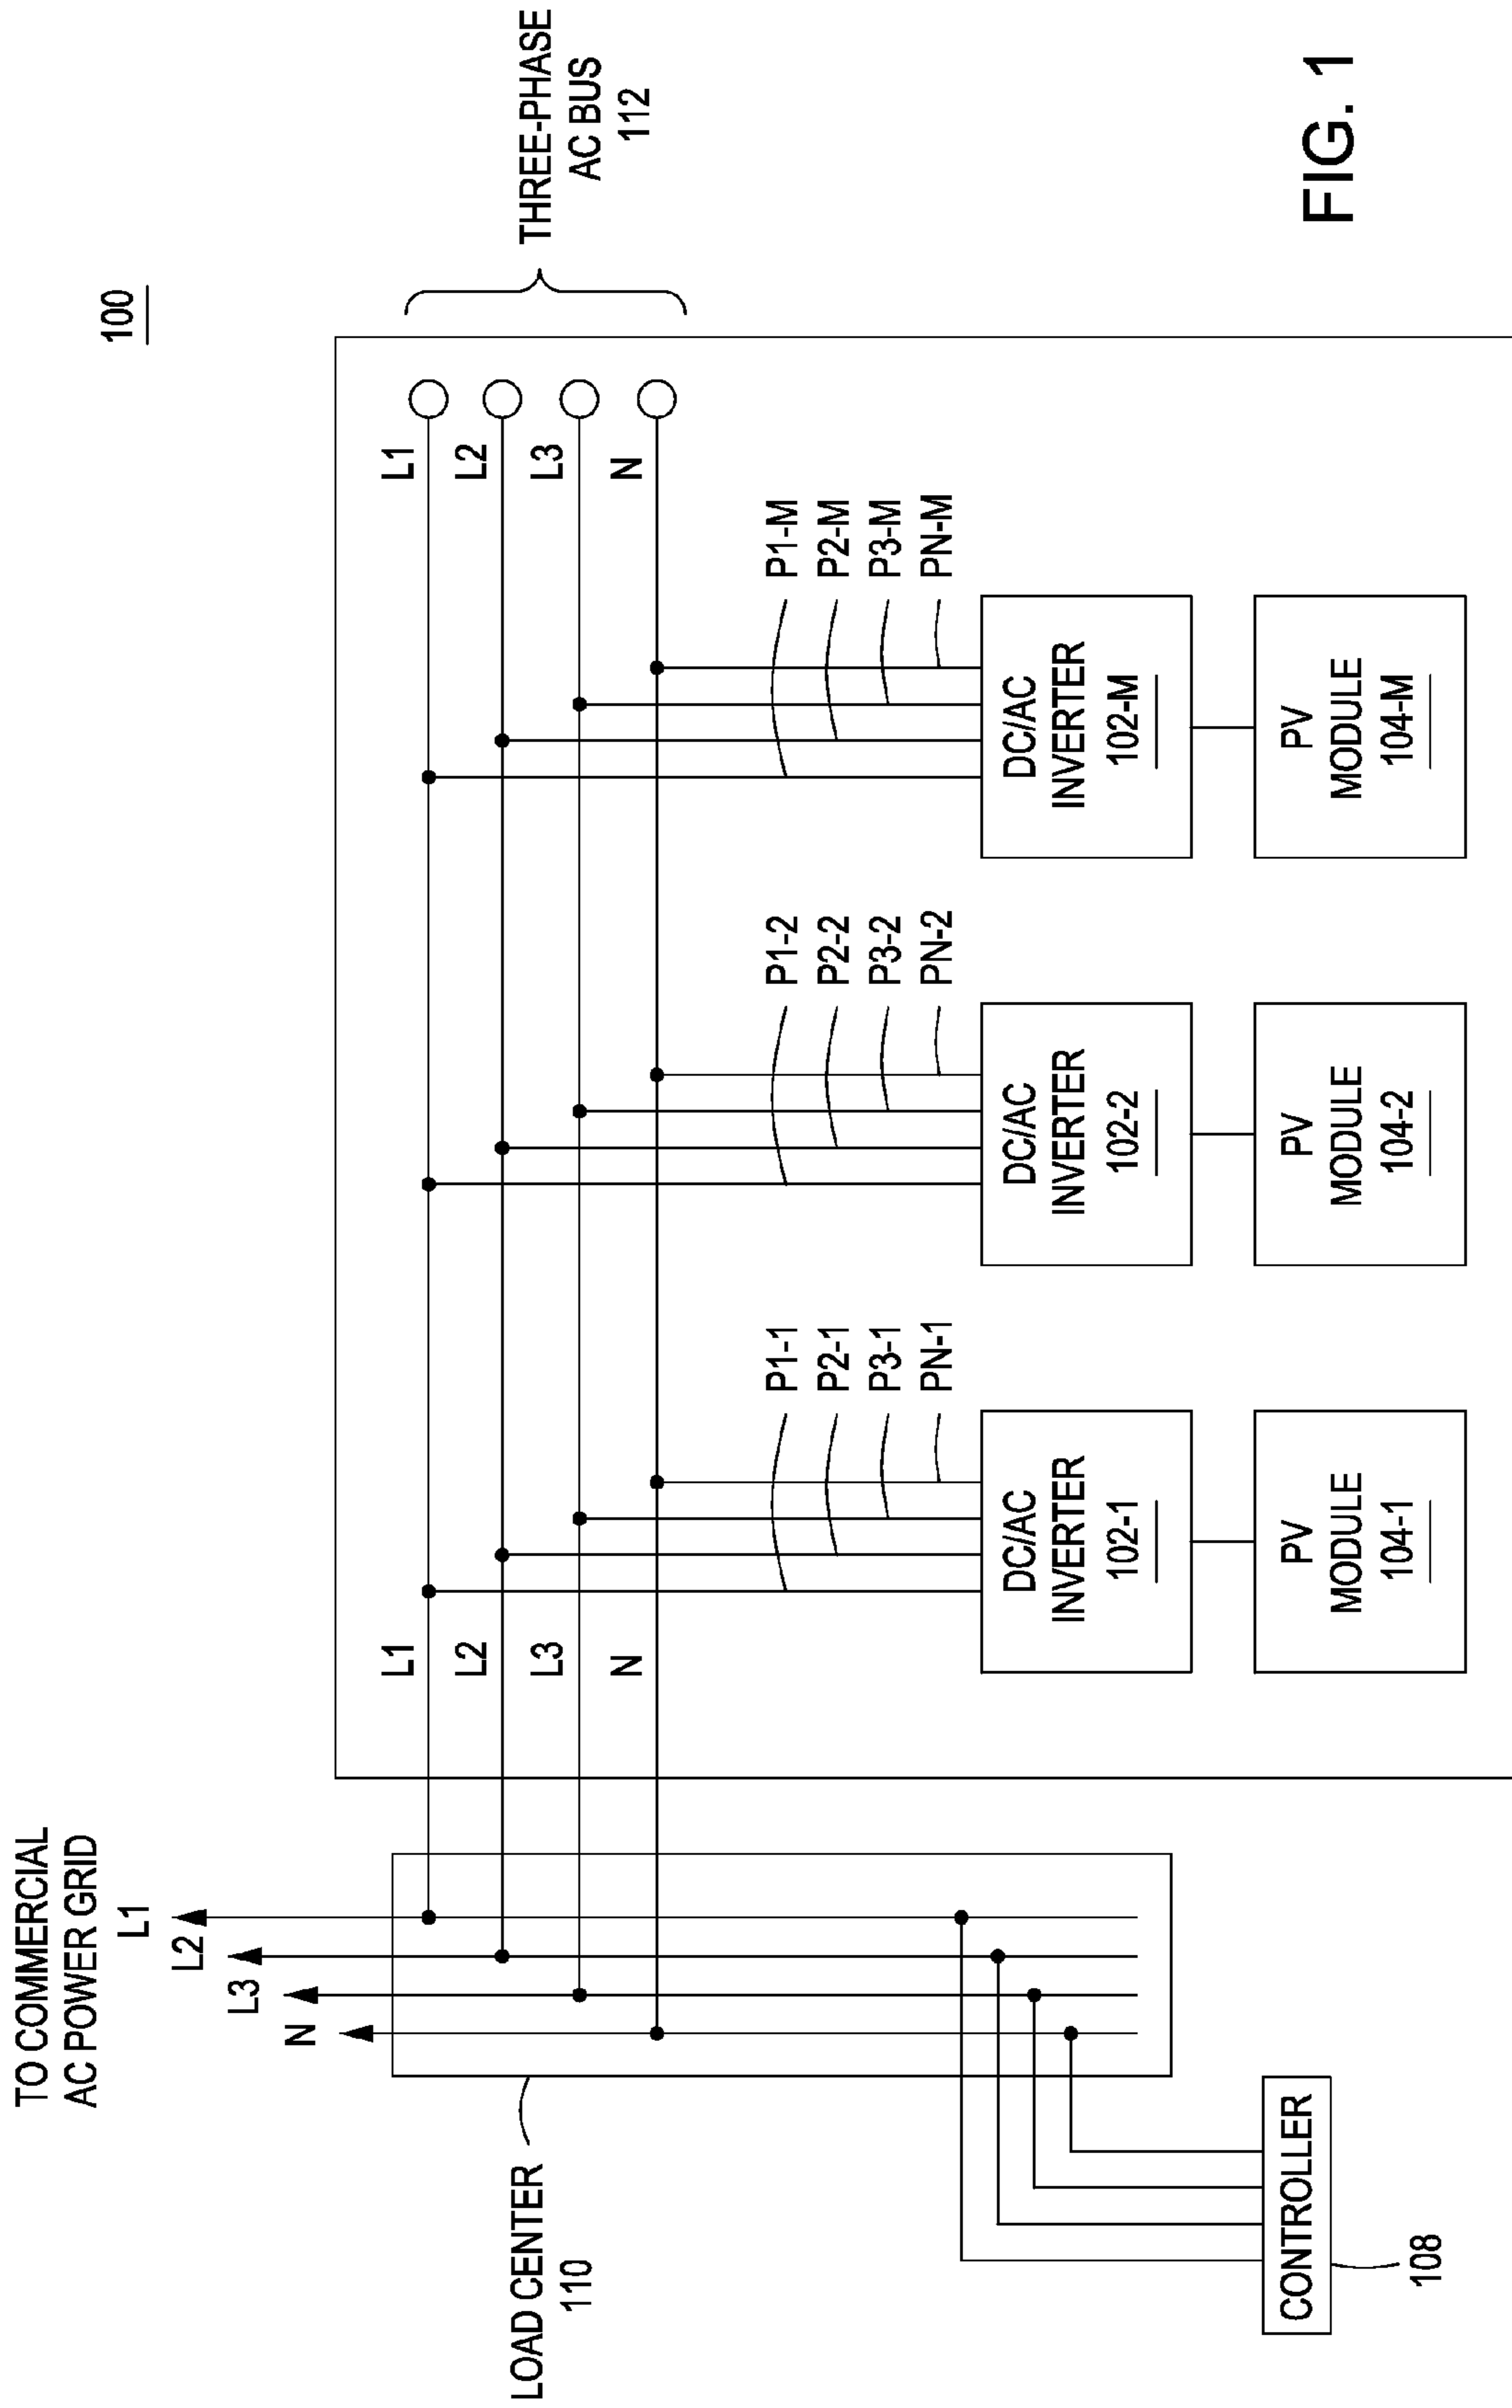 100
TO COMMERCIAL
AC POWER GRID
L1
L2
L3
N
LOAD CENTER
110
CONTROLLER
108
L1
L2
L3
N
L1
L2
L3
N
THREE-PHASE
AC BUS
112
P1-1
P2-1
P3-1
PN-1
P1-2
P2-2
P3-2
PN-2
P1-M
P2-M
P3-M
PN-M
DC/AC
INVERTER
102-1
DC/AC
INVERTER
102-2
DC/AC
INVERTER
102-M
PV
MODULE
104-1
PV
MODULE
104-2
PV
MODULE
104-M
FIG. 1